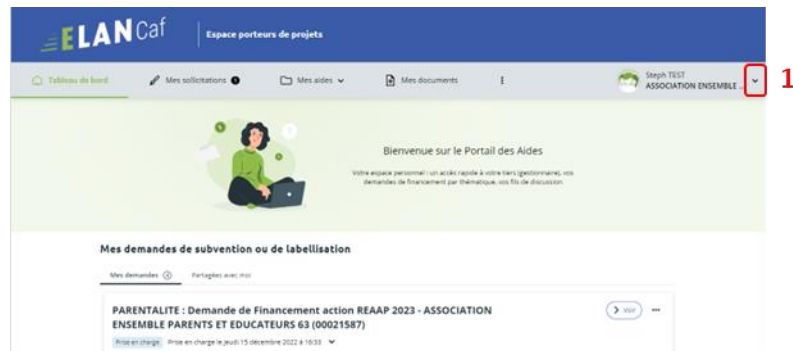 ELAN Caf
Espace porteurs de projets
Tableau de bord
Mes sollicitations
Mes aides
Mes documents
Steph TEST
ASSOCIATION ENSEMBLE ...
1
Bienvenue sur le Portail des Aides
Votre espace personnel : un accès rapide à votre tiers (gestionnaire), vos
demandes de financement par thématique, vos fils de discussion.
Mes demandes de subvention ou de labellisation
Mes demandes
Partagées avec moi
PARENTALITE : Demande de Financement action REAAP 2023 - ASSOCIATION
ENSEMBLE PARENTS ET EDUCATEURS 63 (00021587)
Voir
Prise en charge Prise en charge le jeudi 15 décembre 2022 à 16:33